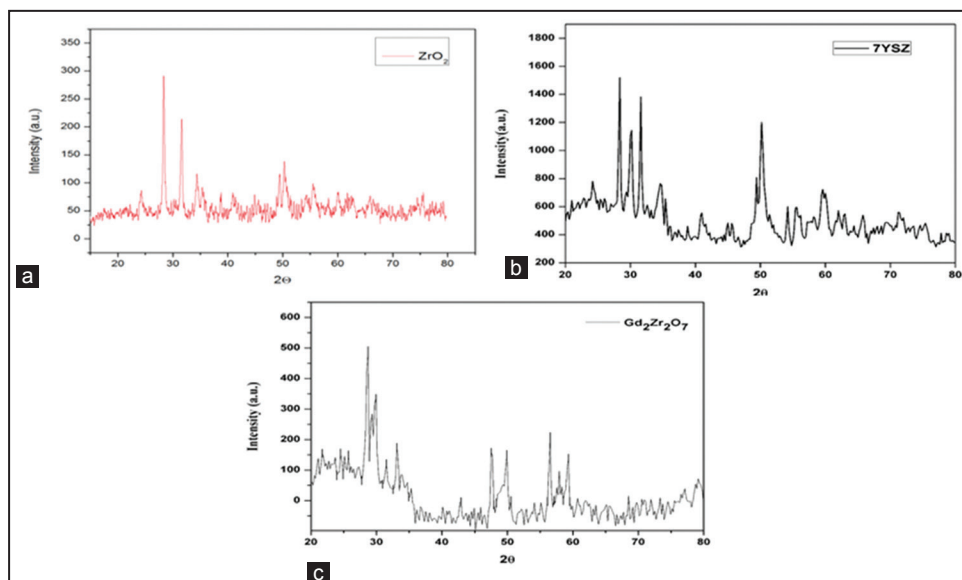 350
300
250
200
150
100
50
0
Intensity (a.u.)
ZrO₂
20 30 40 50 60 70 80
2Θ
a
1800
1600
1400
1200
1000
800
600
400
200
Intensity(a.u.)
7YSZ
20 30 40 50 60 70 80
2θ
b
600
500
400
300
200
100
0
Intensity (a.u.)
Gd₂Zr₂O₇
20 30 40 50 60 70 80
2θ
c